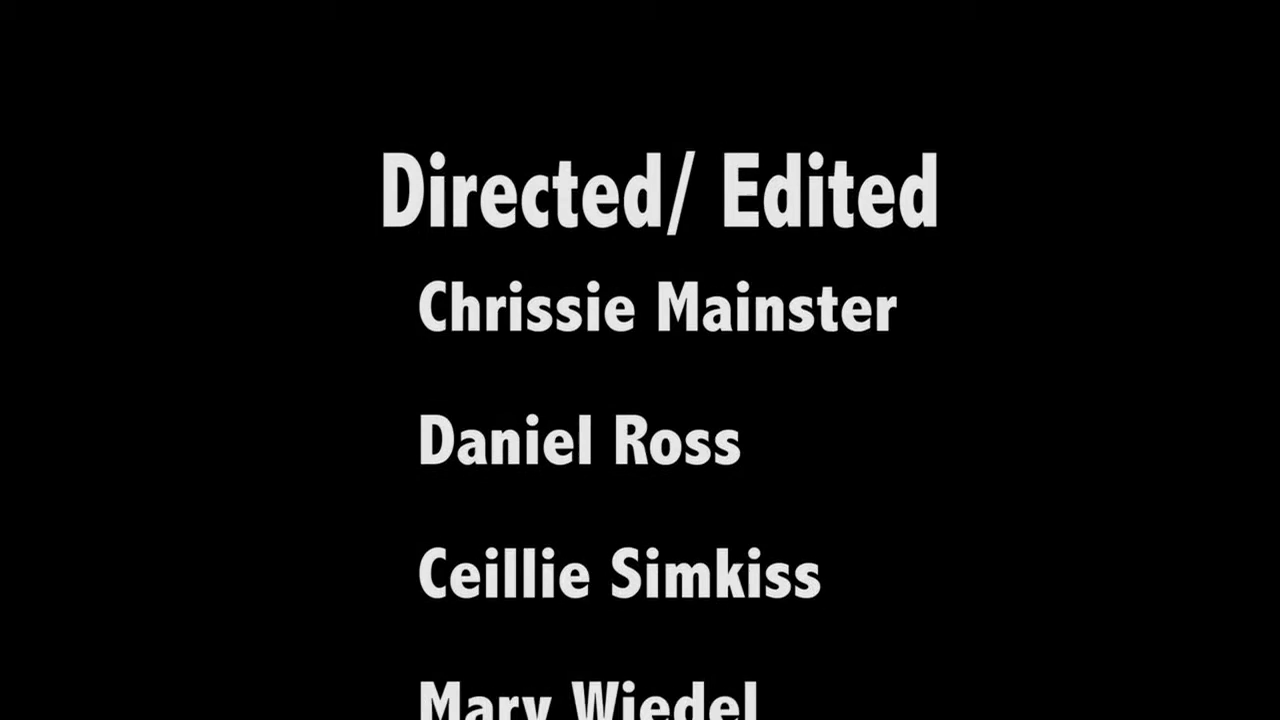 Directed/ Edited
Chrissie Mainster
Daniel Ross
Ceillie Simkiss
Mary Wiedel